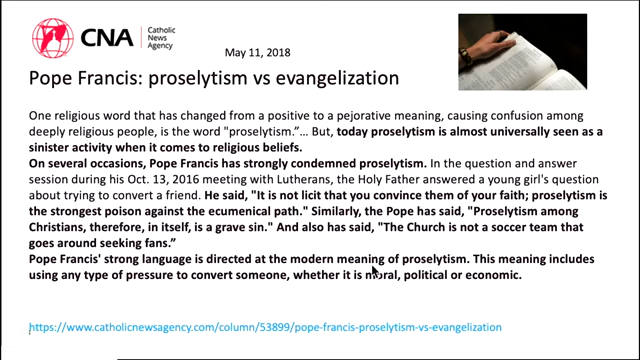 CNA
Catholic
News
Agency
May 11, 2018
Pope Francis: proselytism vs evangelization
One religious word that has changed from a positive to a pejorative meaning, causing confusion among
deeply religious people, is the word "proselytism.”… But, today proselytism is almost universally seen as a
sinister activity when it comes to religious beliefs.
On several occasions, Pope Francis has strongly condemned proselytism. In the question and answer
session during his Oct. 13, 2016 meeting with Lutherans, the Holy Father answered a young girl's question
about trying to convert a friend. He said, "It is not licit that you convince them of your faith; proselytism is
the strongest poison against the ecumenical path." Similarly, the Pope has said, "Proselytism among
Christians, therefore, in itself, is a grave sin." And also has said, "The Church is not a soccer team that
goes around seeking fans.”
Pope Francis' strong language is directed at the modern meaning of proselytism. This meaning includes
using any type of pressure to convert someone, whether it is moral, political or economic.
https://www.catholicnewsagency.com/column/53899/pope-francis-proselytism-vs-evangelization